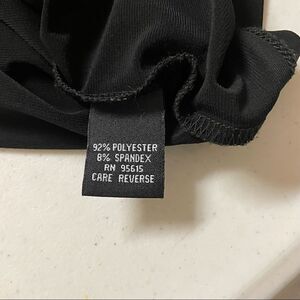 92% POLYESTER
8% SPANDEX
RN 95615
CARE REVERSE